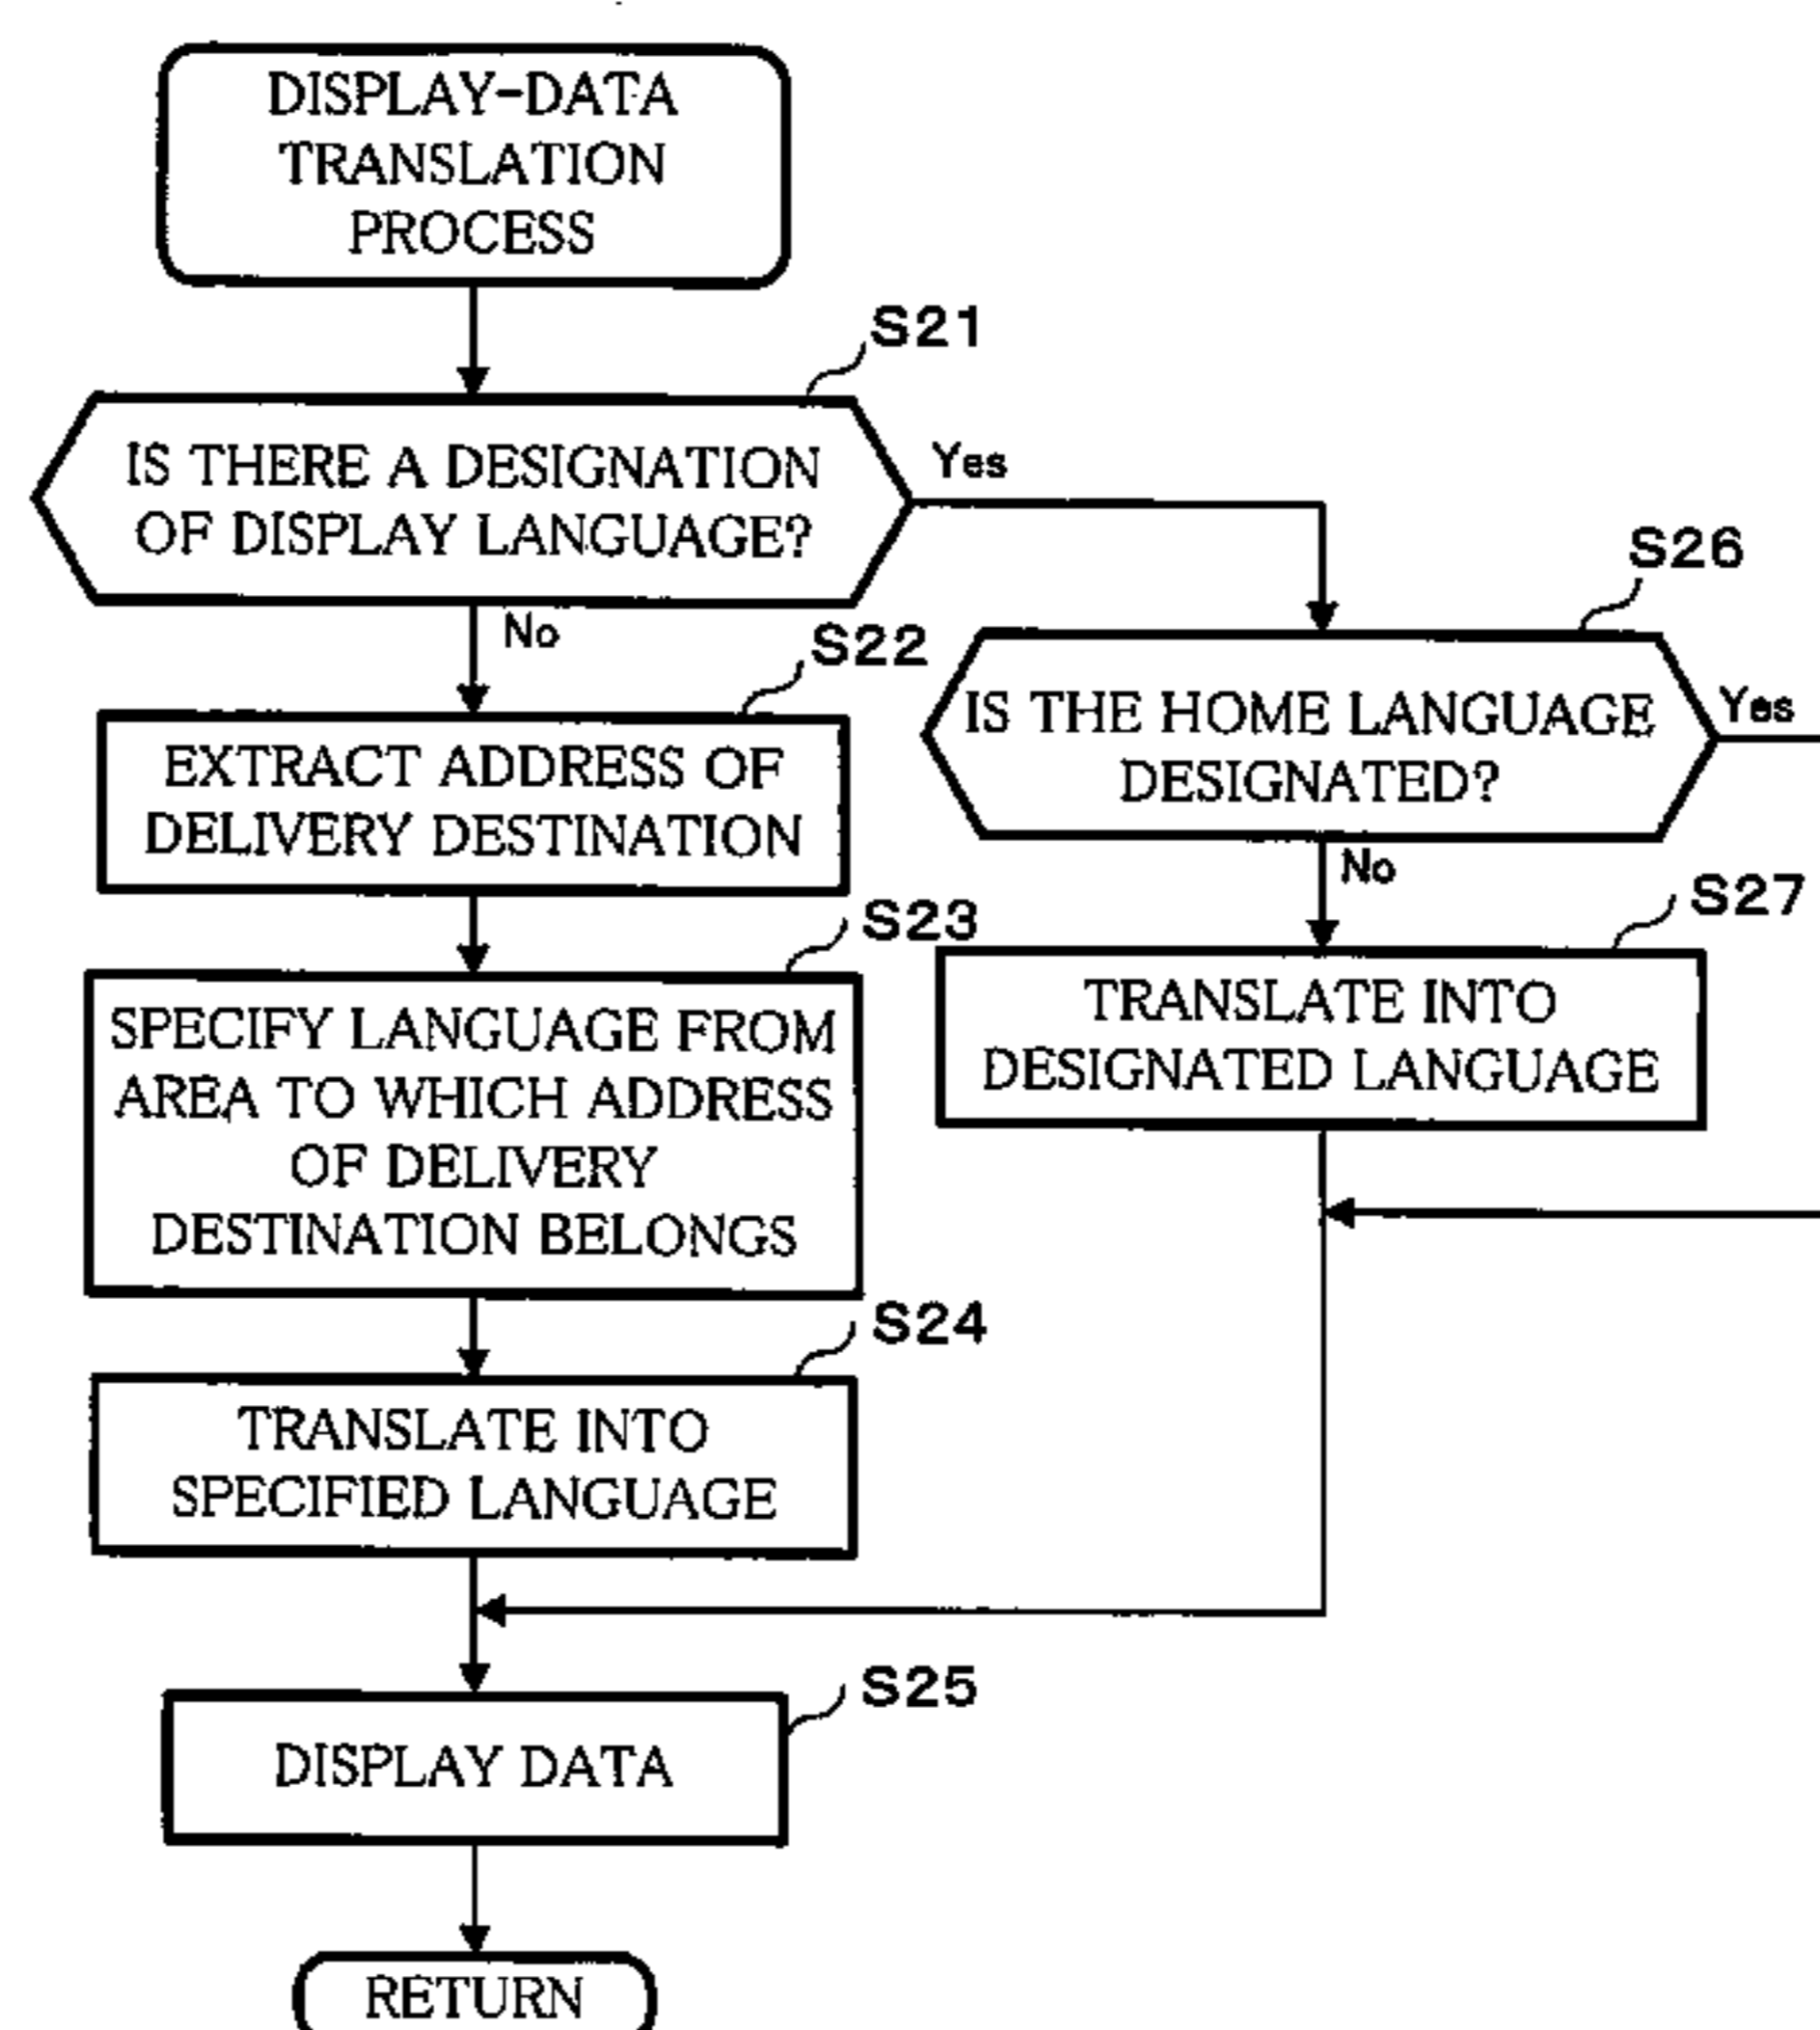 DISPLAY-DATA
TRANSLATION
PROCESS
S21
IS THERE A DESIGNATION
OF DISPLAY LANGUAGE?
Yes
No
S22
EXTRACT ADDRESS OF
DELIVERY DESTINATION
S23
SPECIFY LANGUAGE FROM
AREA TO WHICH ADDRESS
OF DELIVERY
DESTINATION BELONGS
S24
TRANSLATE INTO
SPECIFIED LANGUAGE
S26
IS THE HOME LANGUAGE
DESIGNATED?
Yes
No
S27
TRANSLATE INTO
DESIGNATED LANGUAGE
S25
DISPLAY DATA
RETURN